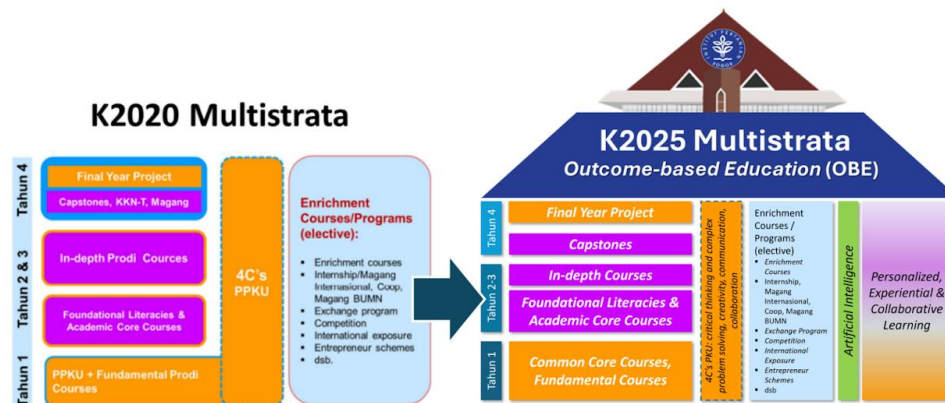 K2020 Multistrata
Tahun 4
Final Year Project
Capstones, KKN-T, Magang
Tahun 2 & 3
In-depth Prodi Cources
Foundational Literacies &
Academic Core Courses
Tahun 1
PPKU + Fundamental Prodi
Courses
4C's
PPKU
Enrichment
Courses/Programs
(elective):
• Enrichment courses
• Internship/Magang
Internasional, Coop,
Magang BUMN
• Exchange program
• Competition
• International exposure
• Entrepreneur schemes
• dsb.
INSTITUT PERTANIAN
BOGOR
K2025 Multistrata
Outcome-based Education (OBE)
Tahun 4
Final Year Project
Capstones
Tahun 2-3
In-depth Courses
Foundational Literacies &
Academic Core Courses
Tahun 1
Common Core Courses,
Fundamental Courses
4C's PKU: critical thinking and complex
problem solving, creativity, communication,
collaboration
Enrichment
Courses /
Programs
(elective)
• Enrichment
Courses
• Internship,
Magang
Internasional,
Coop, Magang
BUMN
• Exchange Program
• Competition
• International
Exposure
• Entrepreneur
Schemes
• dsb
Artificial Intelligence
Personalized,
Experiential &
Collaborative
Learning